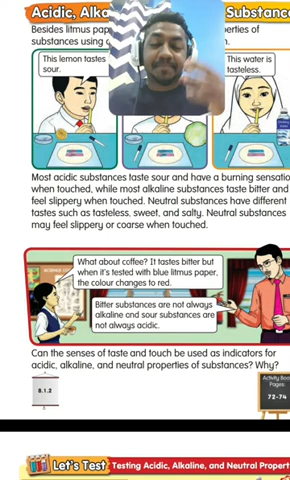 Acidic, Alka
Substanc
Besides litmus pap
perties of
substances using
This lemon tastes
sour.
This water is
tasteless.
Most acidic substances taste sour and have a burning sensatio
when touched, while most alkaline substances taste bitter and
feel slippery when touched. Neutral substances have different
tastes such as tasteless, sweet, and salty. Neutral substances
may feel slippery or coarse when touched.
What about coffee? It tastes bitter but
when it's tested with blue litmus paper,
the colour changes to red.
Bitter substances are not always
alkaline and sour substances are
not always acidic.
Can the senses of taste and touch be used as indicators for
acidic, alkaline, and neutral properties of substances? Why?
8.1.2
Activity Boo
Pages
72-74
Let's Test
Testing Acidic, Alkaline, and Neutral Propert